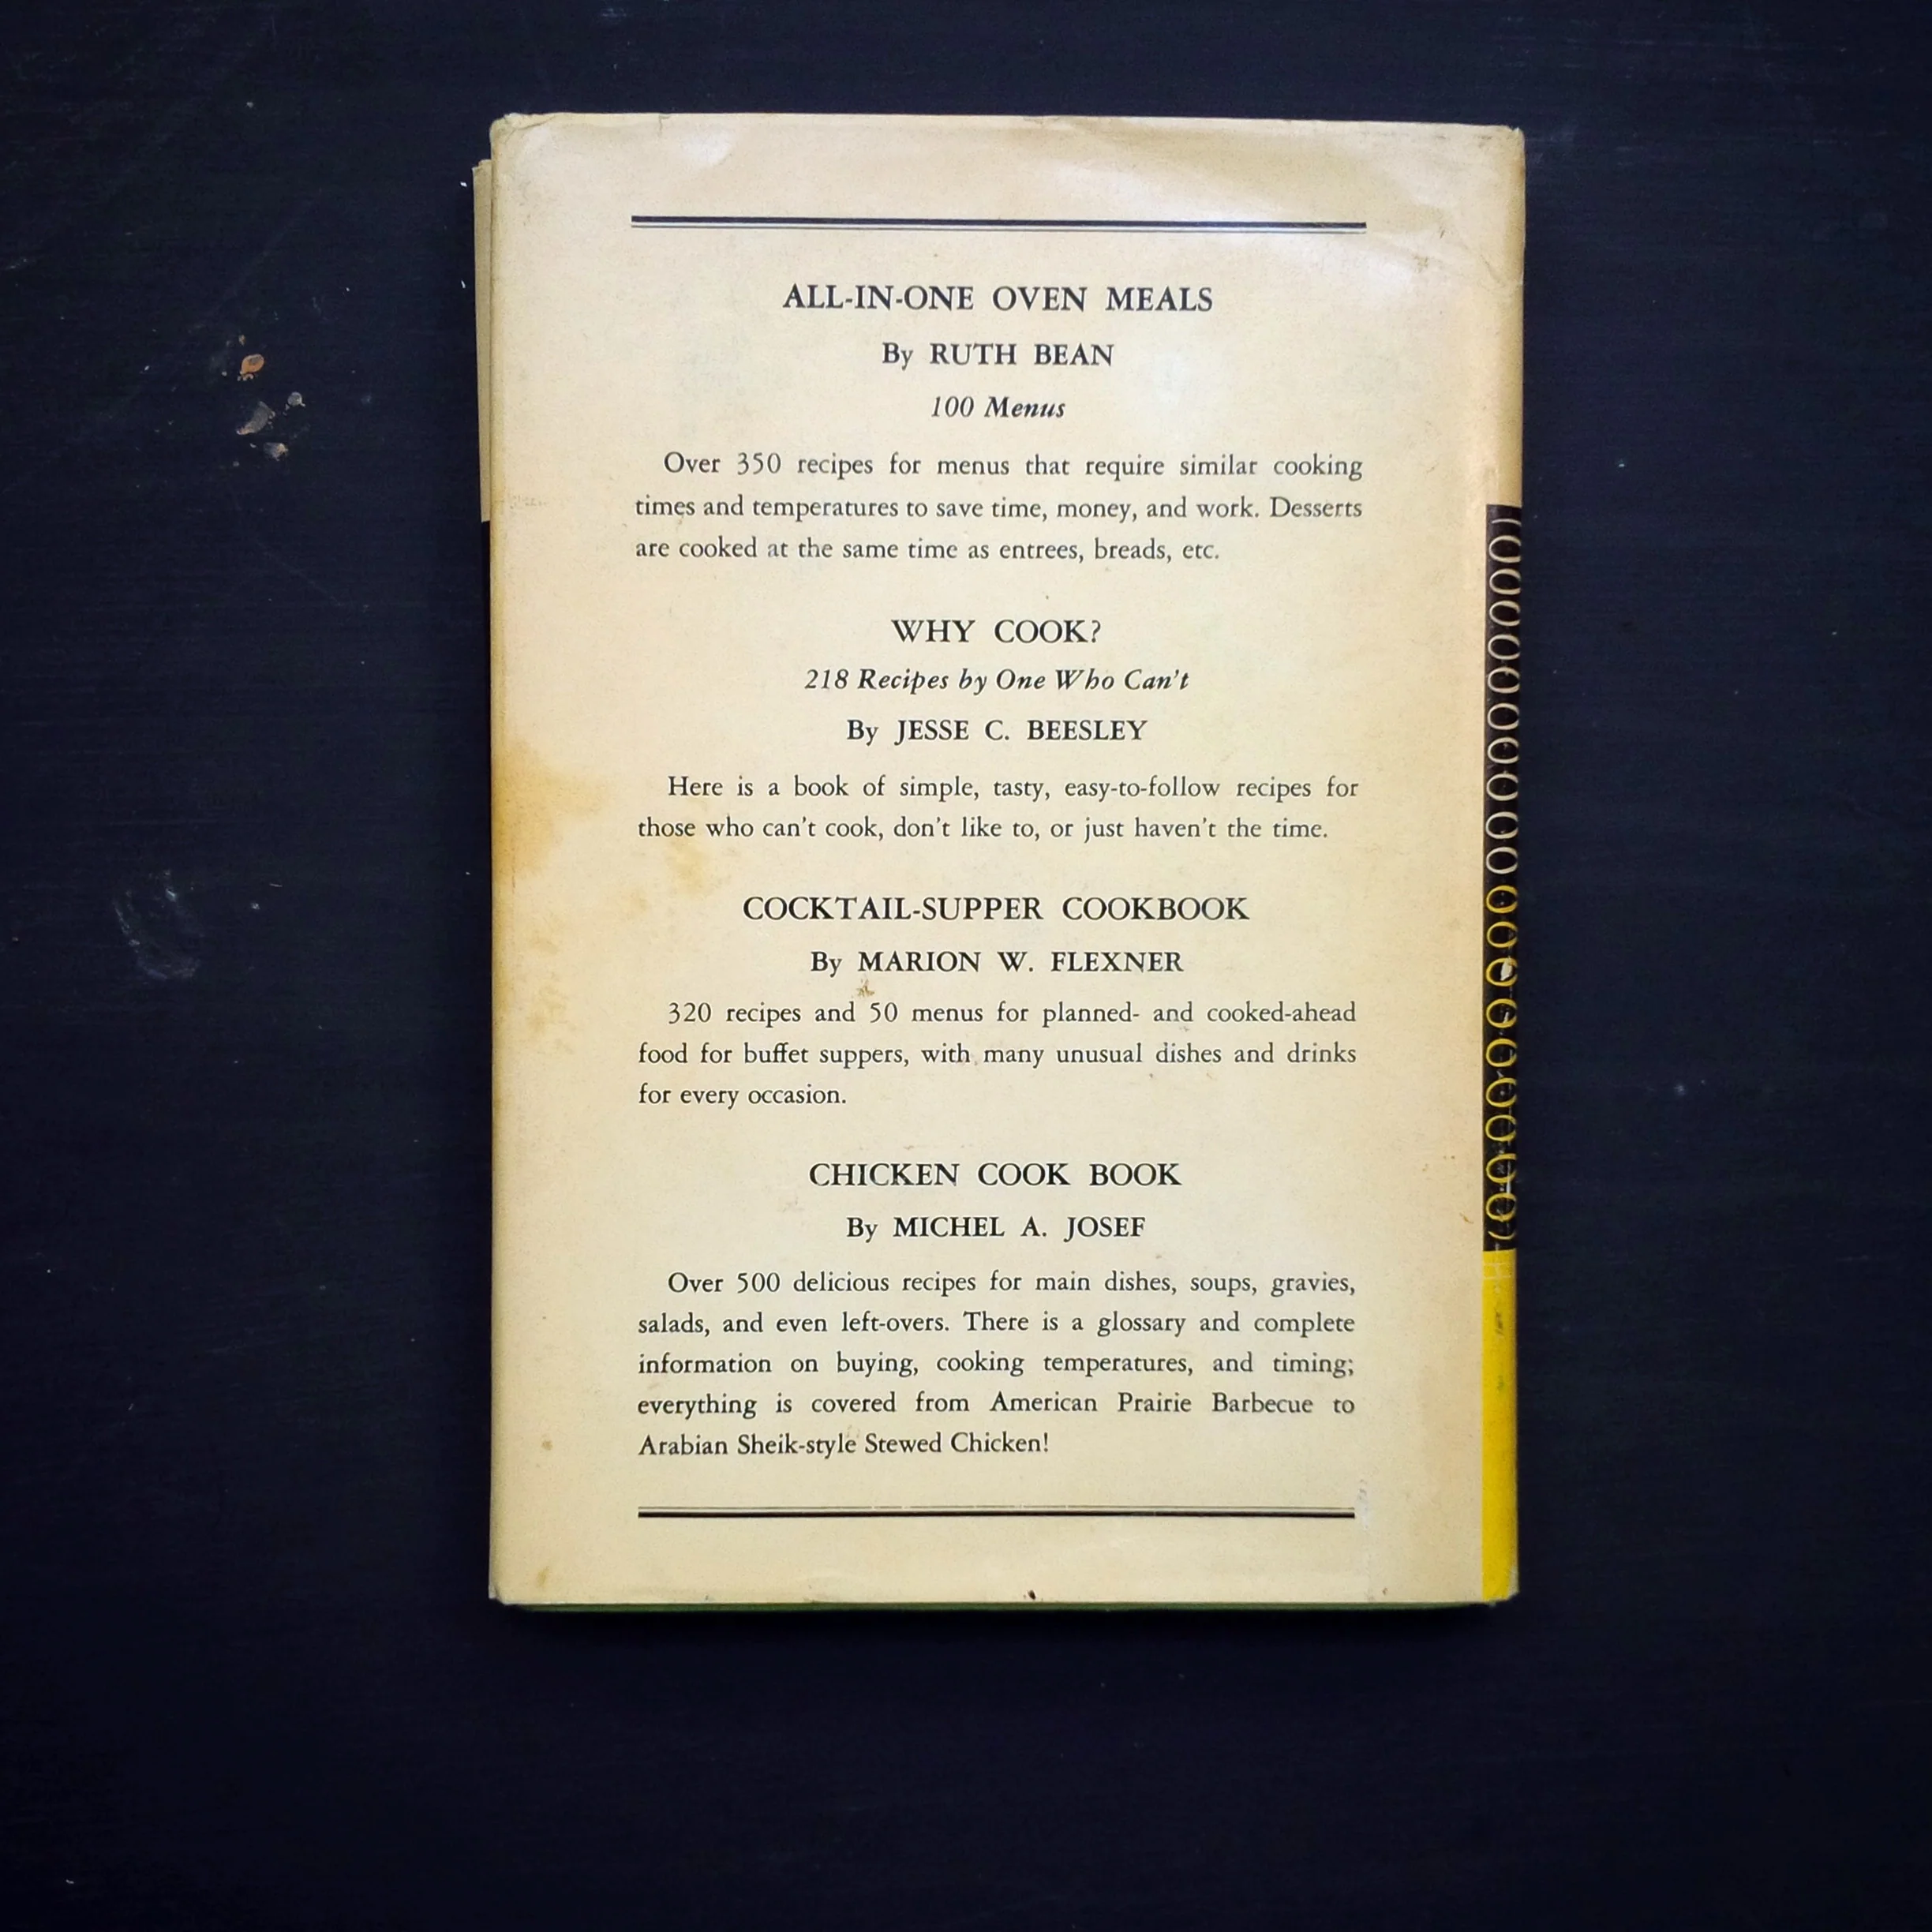 ALL-IN-ONE OVEN MEALS
By RUTH BEAN
100 Menus
Over 350 recipes for menus that require similar cooking
times and temperatures to save time, money, and work. Desserts
are cooked at the same time as entrees, breads, etc.
WHY COOK?
218 Recipes by One Who Can't
By JESSE C. BEESLEY
Here is a book of simple, tasty, easy-to-follow recipes for
those who can't cook, don't like to, or just haven't the time.
COCKTAIL-SUPPER COOKBOOK
By MARION W. FLEXNER
320 recipes and 50 menus for planned- and cooked-ahead
food for buffet suppers, with many unusual dishes and drinks
for every occasion.
CHICKEN COOK BOOK
By MICHEL A. JOSEF
Over 500 delicious recipes for main dishes, soups, gravies,
salads, and even left-overs. There is a glossary and complete
information on buying, cooking temperatures, and timing;
everything is covered from American Prairie Barbecue to
Arabian Sheik-style Stewed Chicken!